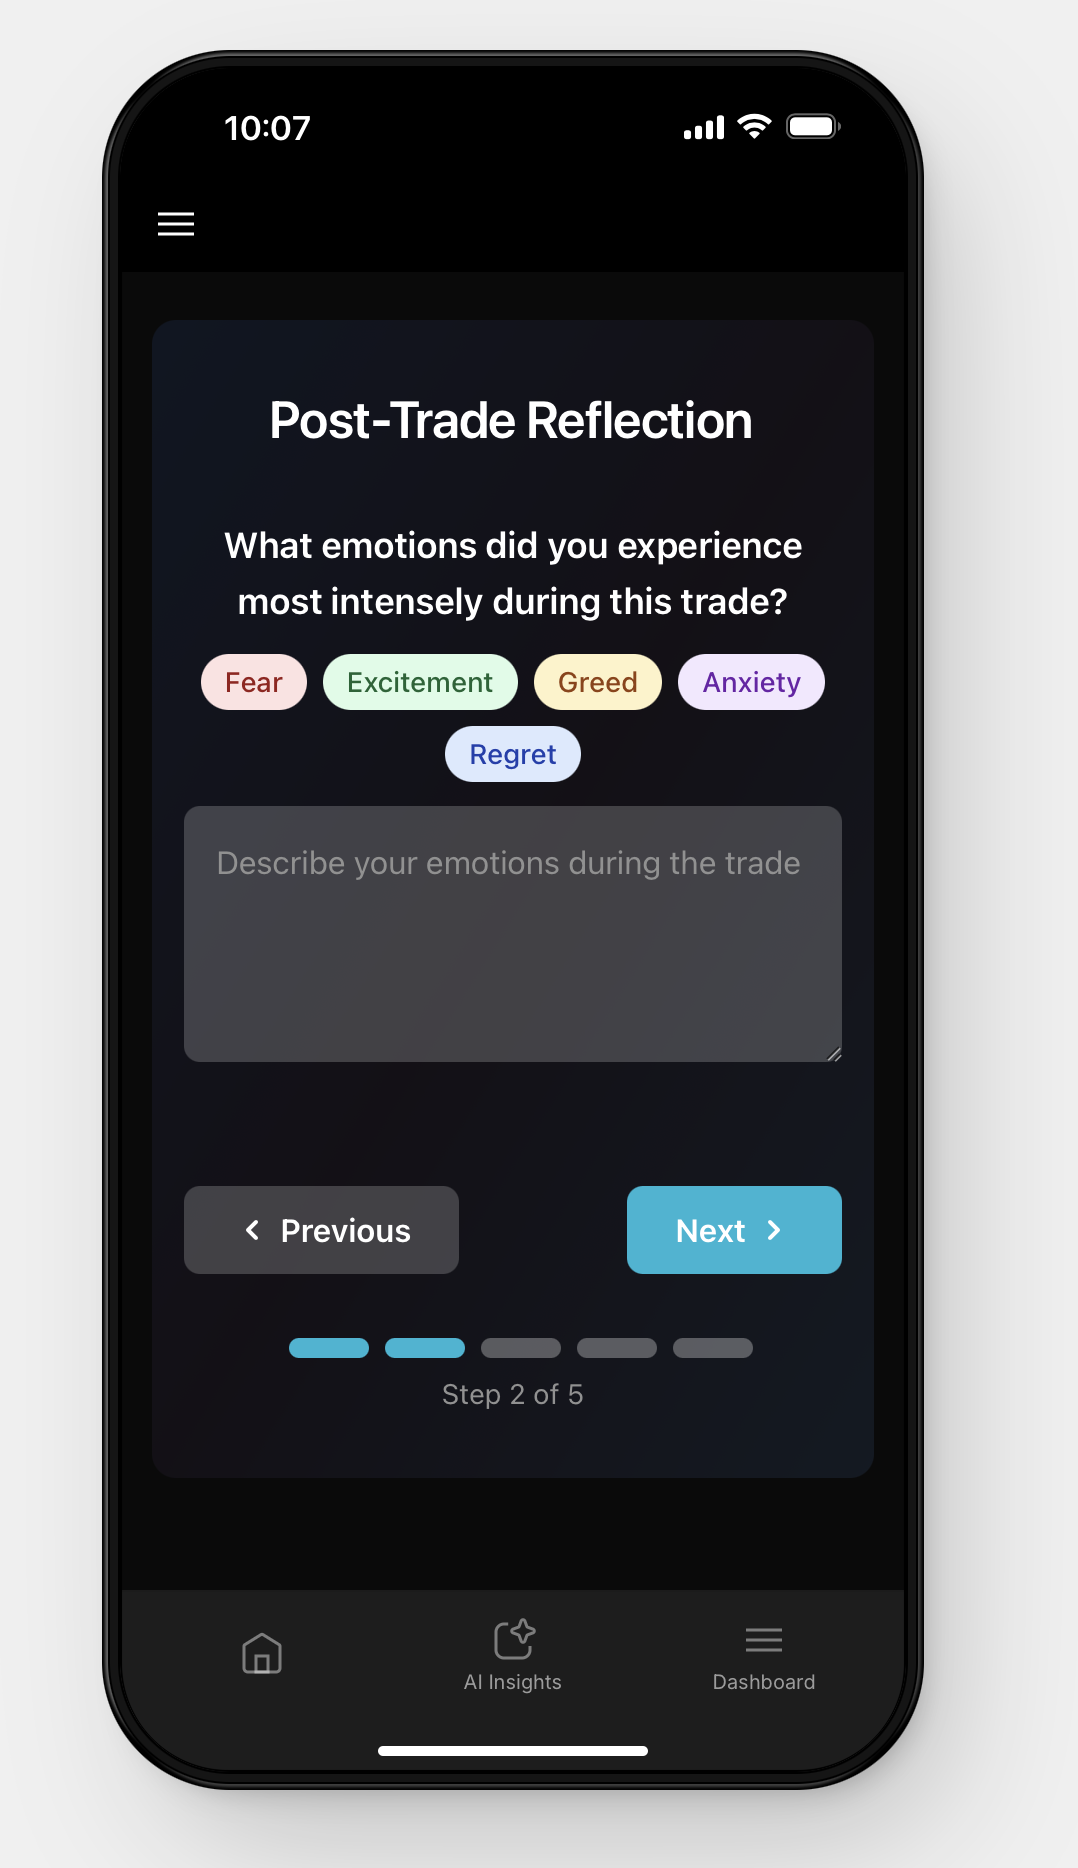 10:07
Post-Trade Reflection
What emotions did you experience
most intensely during this trade?
Fear Excitement Greed Anxiety
Regret
Describe your emotions during the trade
Previous Next
Step 2 of 5
AI Insights Dashboard